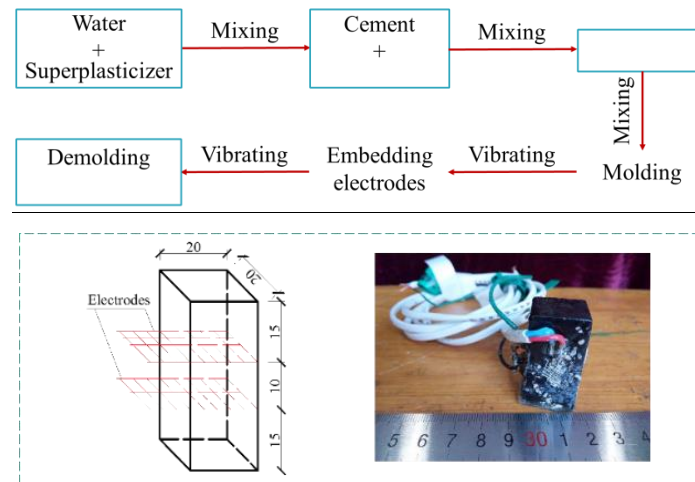 Water
+
Superplasticizer
Mixing
Cement
+
Mixing
Mixing
Molding
Vibrating
Embedding
electrodes
Vibrating
Demolding
20
20
Electrodes
15
10
15
5 6 7 8 9 30 1 2 3 4